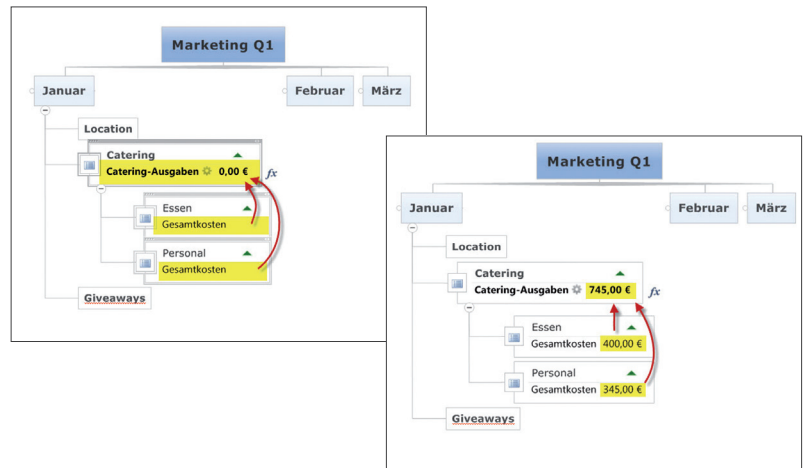 Marketing Q1
Januar
Februar
März
Location
Catering
Catering-Ausgaben 0,00 €
fx
Essen
Gesamtkosten
Personal
Gesamtkosten
Giveaways
Marketing Q1
Januar
Februar
März
Location
Catering
Catering-Ausgaben 745,00 €
fx
Essen
Gesamtkosten 400,00 €
Personal
Gesamtkosten 345,00 €
Giveaways